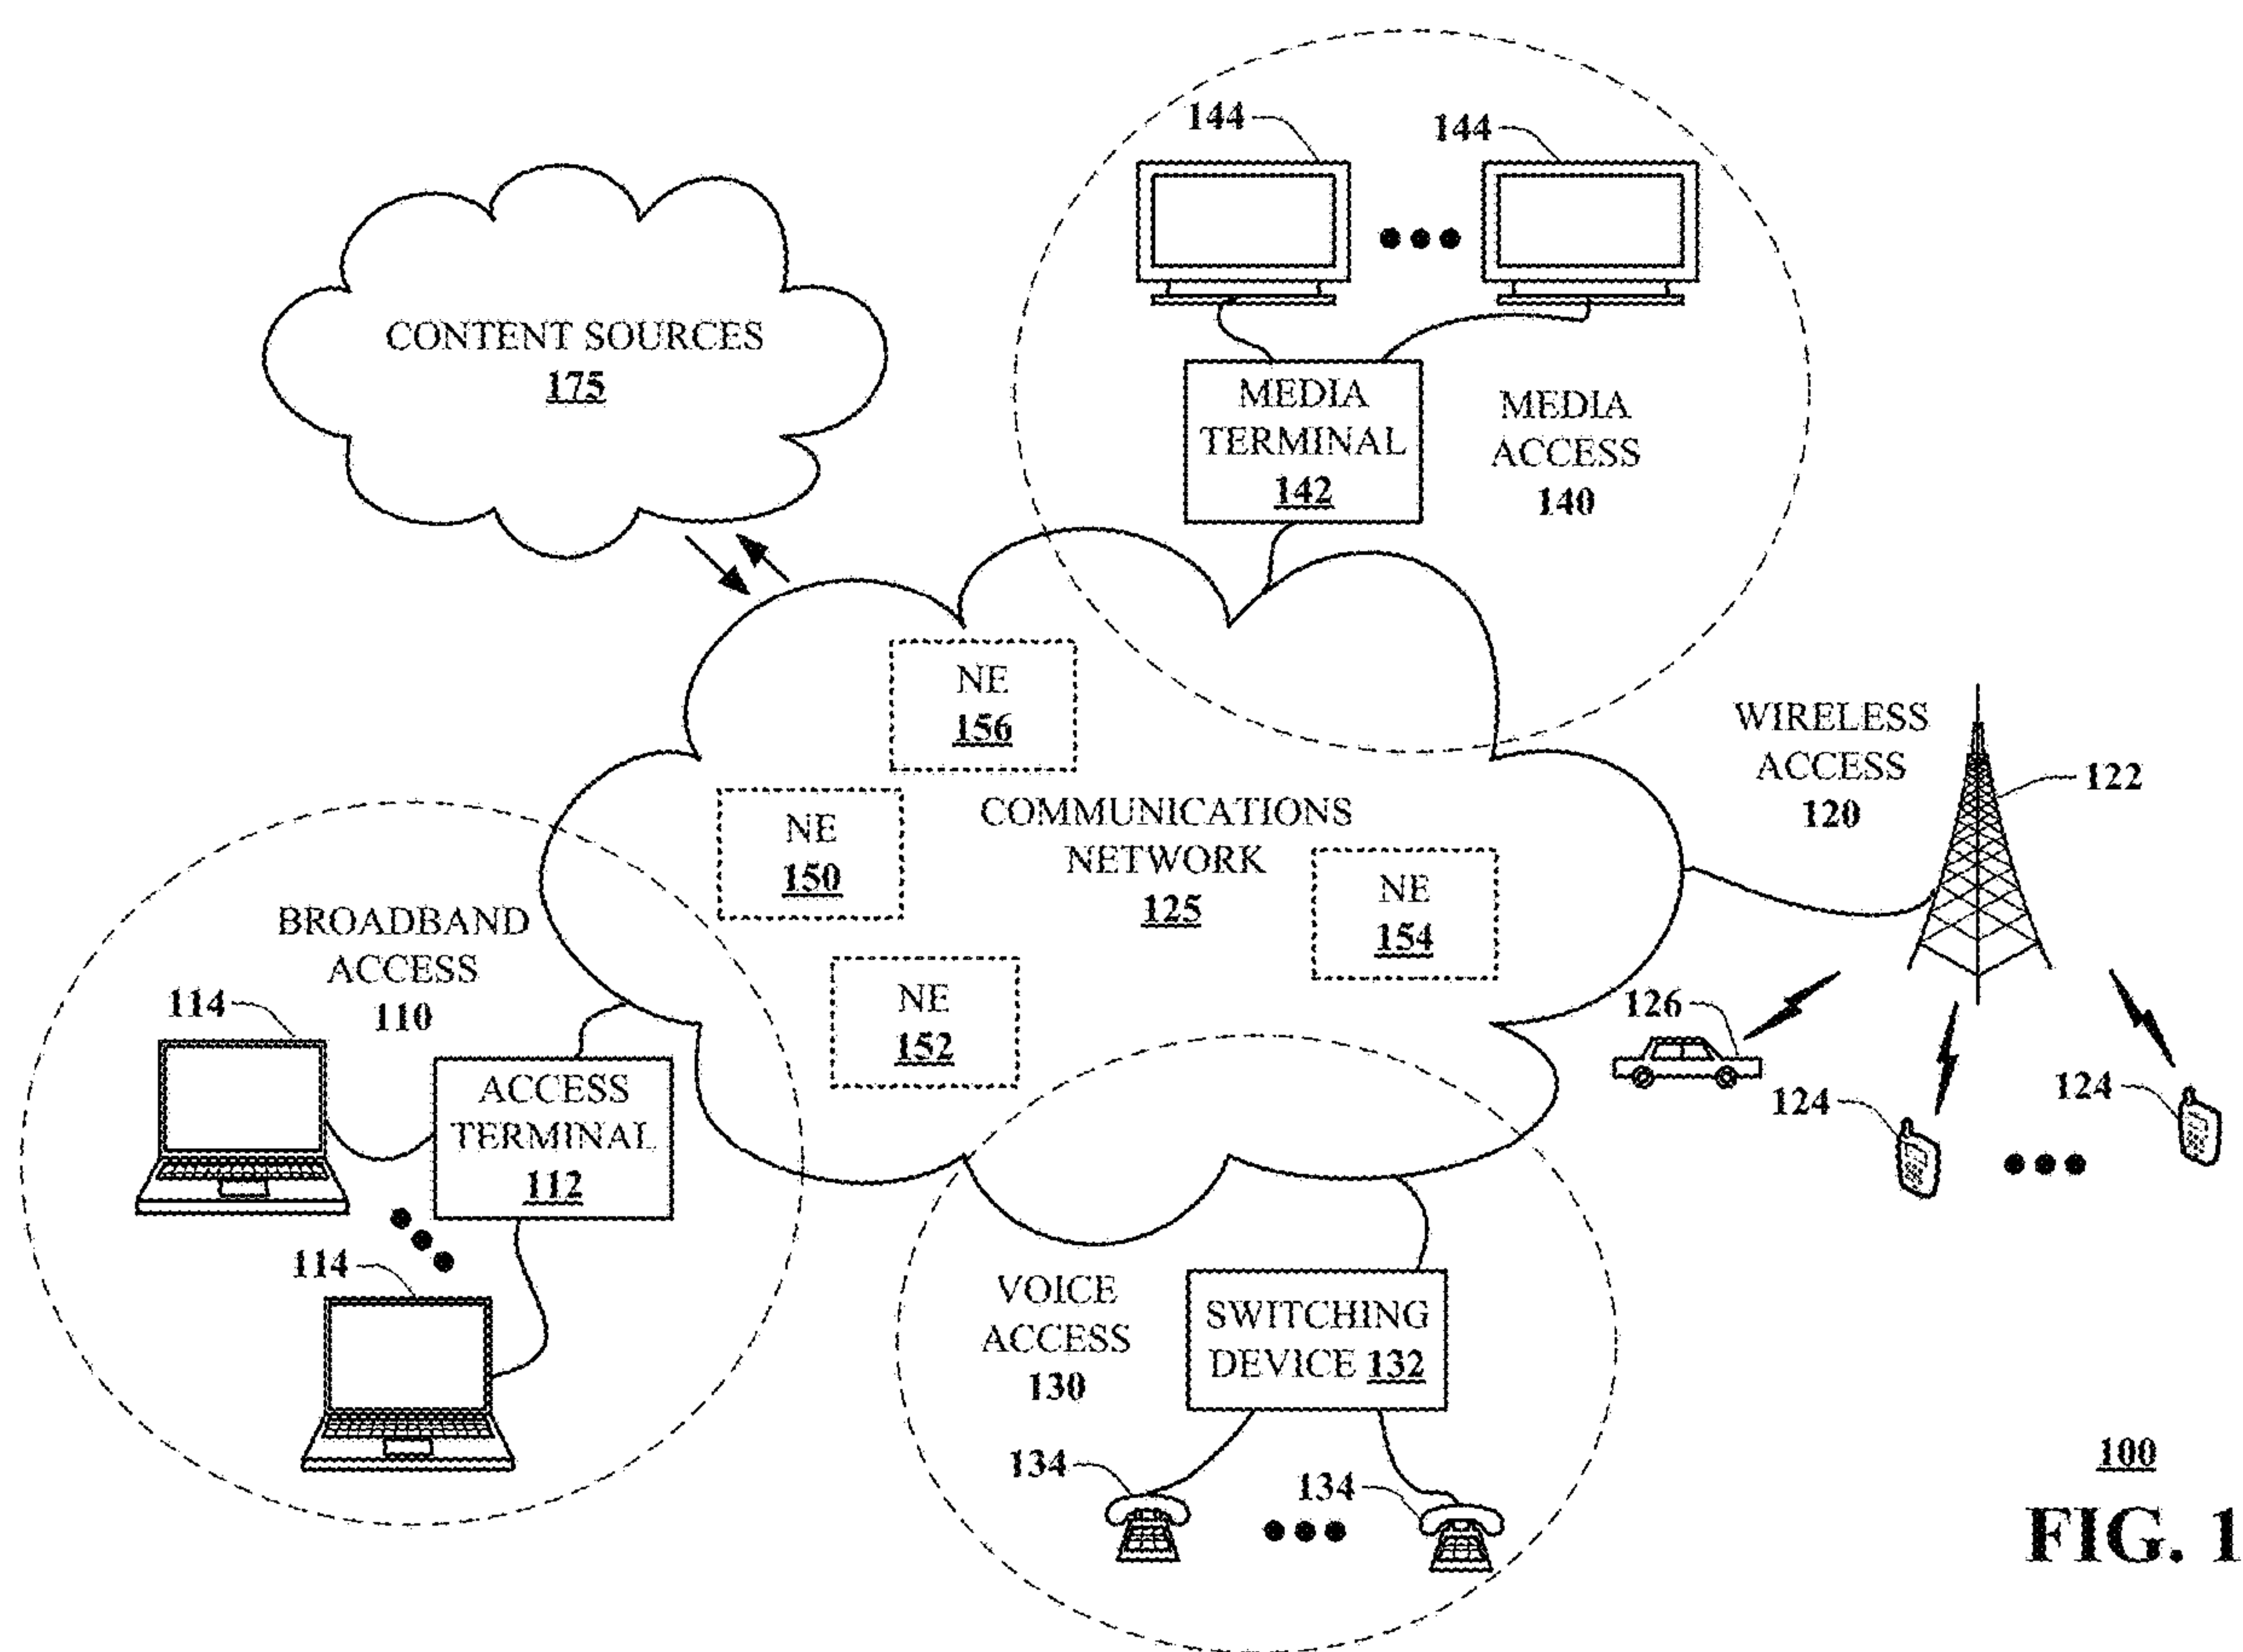 144
144
CONTENT SOURCES
175
MEDIA
TERMINAL
142
MEDIA
ACCESS
140
NE
156
WIRELESS
ACCESS
120
122
COMMUNICATIONS
NETWORK
125
NE
150
NE
154
NE
152
BROADBAND
ACCESS
110
114
ACCESS
TERMINAL
112
114
126
124
124
VOICE
ACCESS
130
SWITCHING
DEVICE 132
134
134
100
FIG. 1